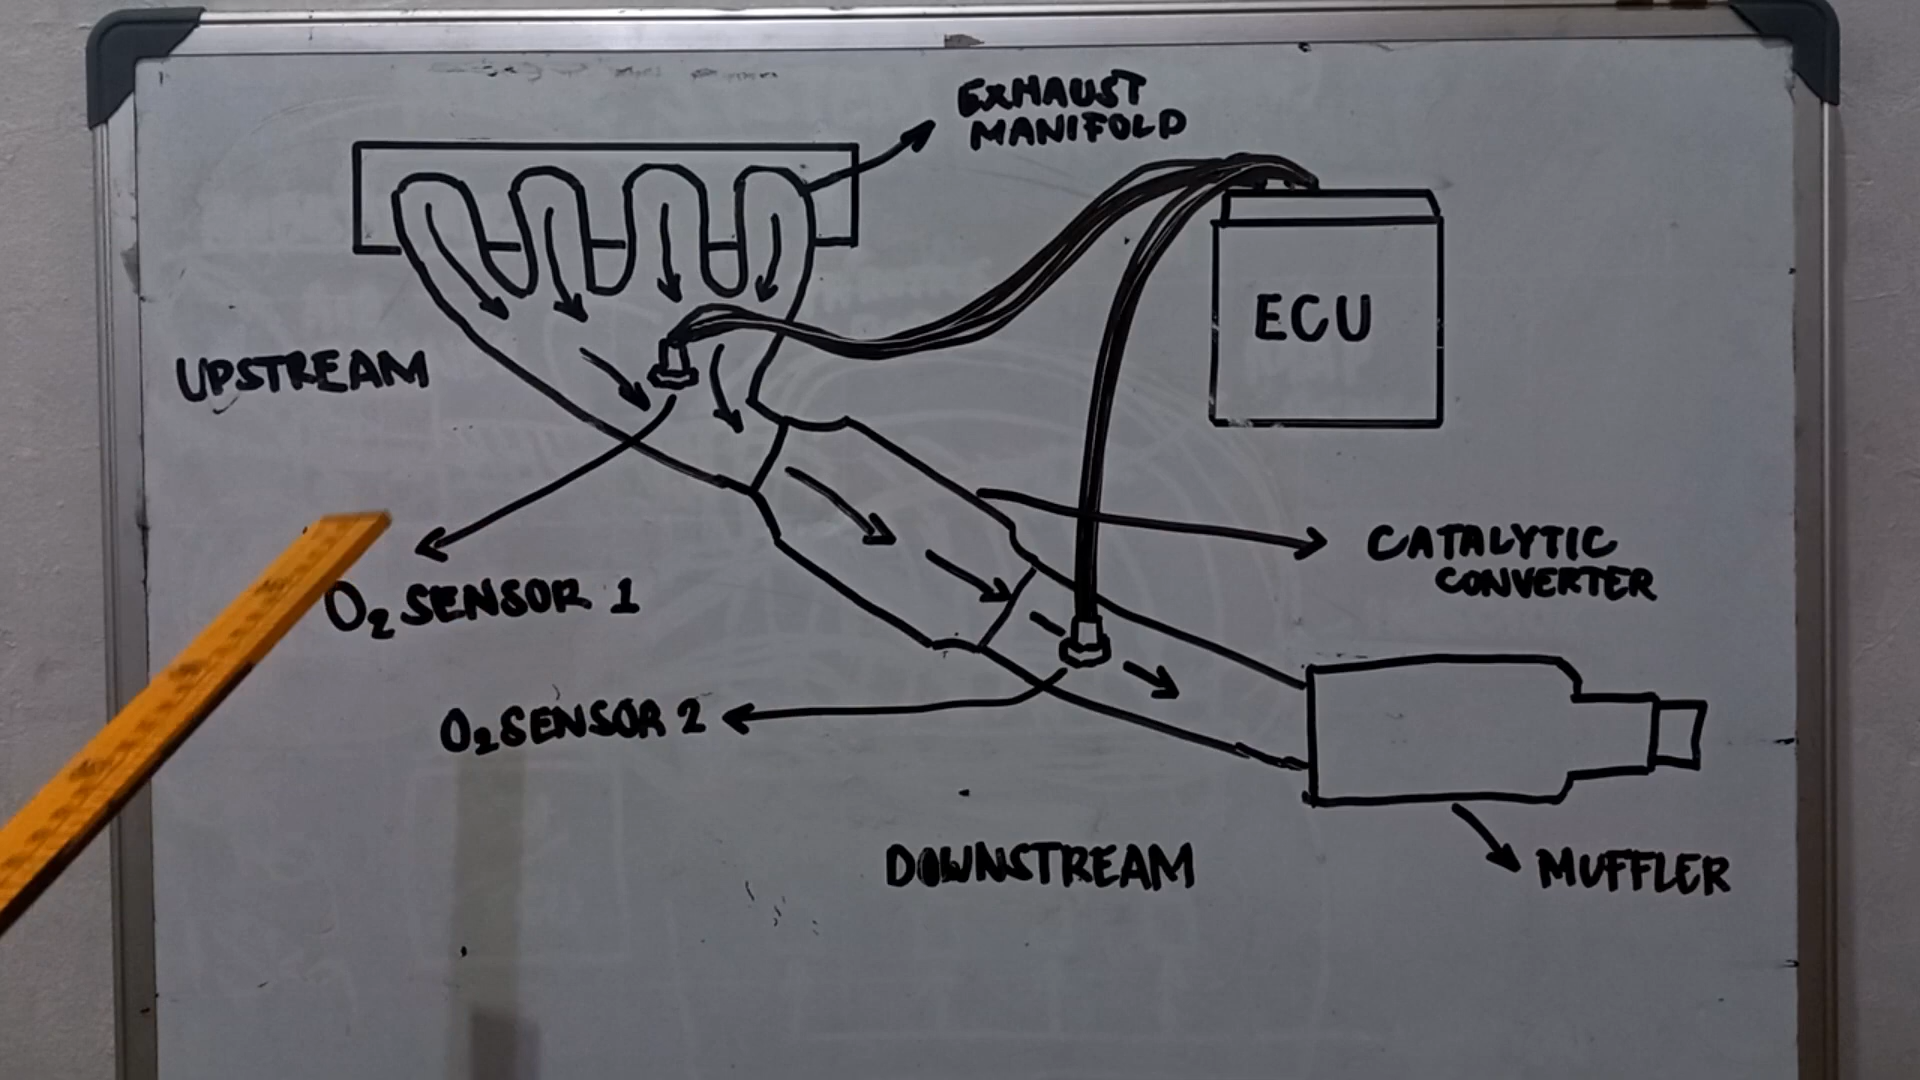 EXHAUST
MANIFOLD
ECU
UPSTREAM
CATALYTIC
CONVERTER
O₂ SENSOR 1
O₂ SENSOR 2
DOWNSTREAM
MUFFLER